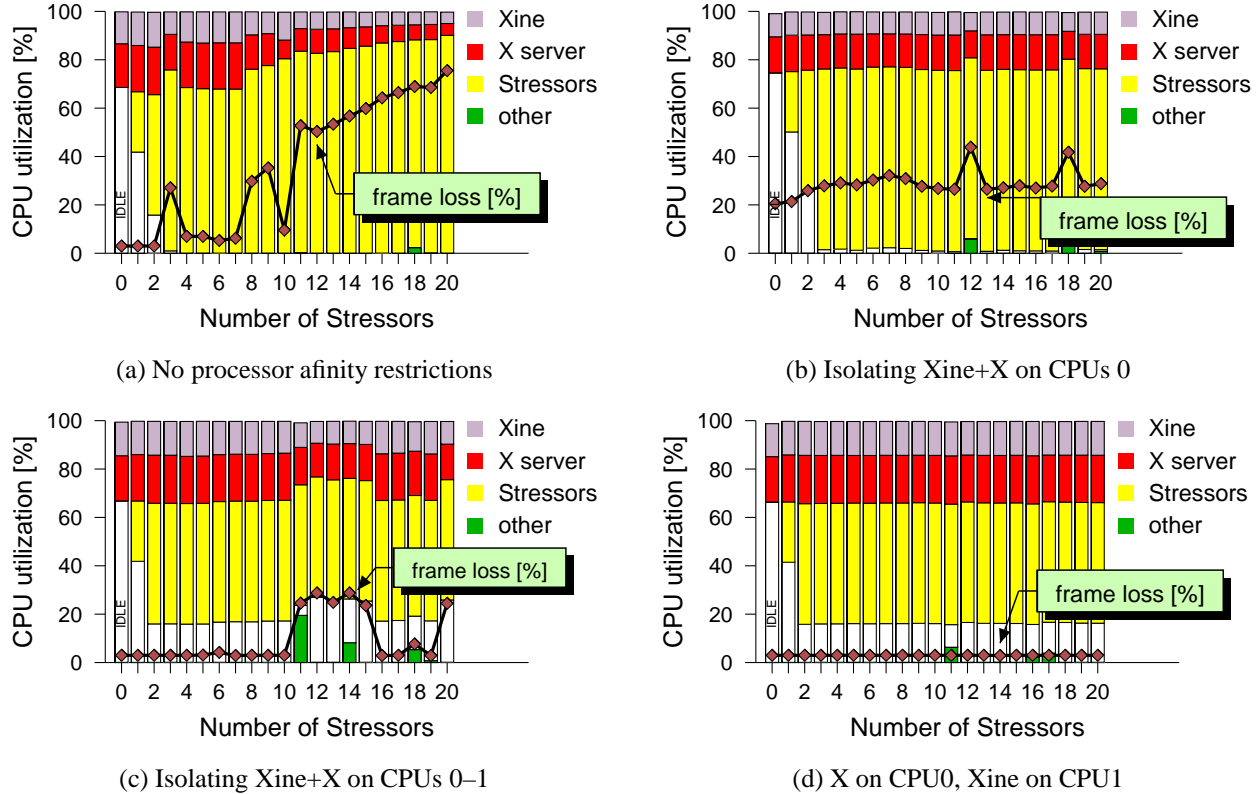 100
80
60
40
20
0
CPU utilization [%]
IDLE
Xine
X server
Stressors
other
frame loss [%]
0 2 4 6 8 10 12 14 16 18 20
Number of Stressors
(a) No processor afinity restrictions
100
80
60
40
20
0
CPU utilization [%]
IDLE
Xine
X server
Stressors
other
frame loss [%]
0 2 4 6 8 10 12 14 16 18 20
Number of Stressors
(b) Isolating Xine+X on CPUs 0
100
80
60
40
20
0
CPU utilization [%]
IDLE
Xine
X server
Stressors
other
frame loss [%]
0 2 4 6 8 10 12 14 16 18 20
Number of Stressors
(c) Isolating Xine+X on CPUs 0–1
100
80
60
40
20
0
CPU utilization [%]
IDLE
Xine
X server
Stressors
other
frame loss [%]
0 2 4 6 8 10 12 14 16 18 20
Number of Stressors
(d) X on CPU0, Xine on CPU1